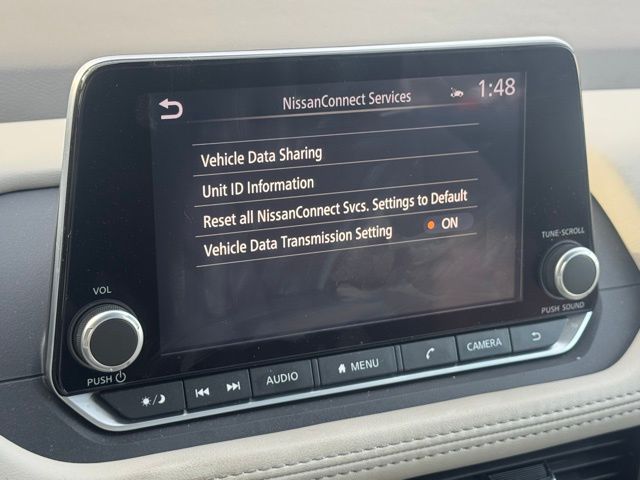 NissanConnect Services
1:48
Vehicle Data Sharing
Unit ID Information
Reset all NissanConnect Svcs. Settings to Default
Vehicle Data Transmission Setting ON
VOL
PUSH
TUNE·SCROLL
PUSH SOUND
AUDIO
MENU
CAMERA